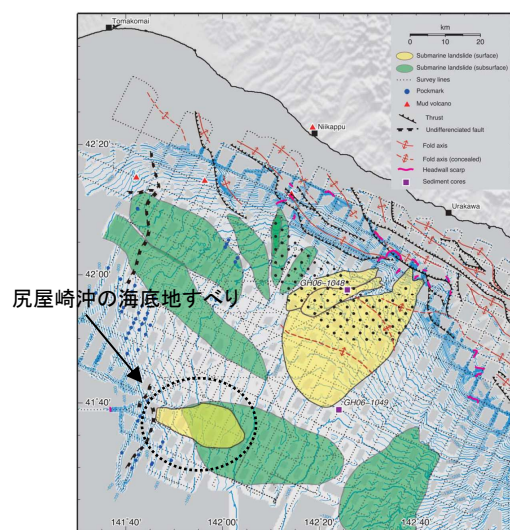 Tomakomai
km
0 10 20
Submarine landslide (surface)
Submarine landslide (subsurface)
Survey lines
Pockmark
Mud volcano
Thrust
Undifferenciated fault
Fold axis
Fold axis (concealed)
Headwall scarp
Sediment cores
Niikappu
42˚20'
Urakawa
42˚00'
GH06-1048
尻屋崎沖の海底地すべり
41˚40'
GH06-1049
141˚40' 142˚00' 142˚20' 142˚40'